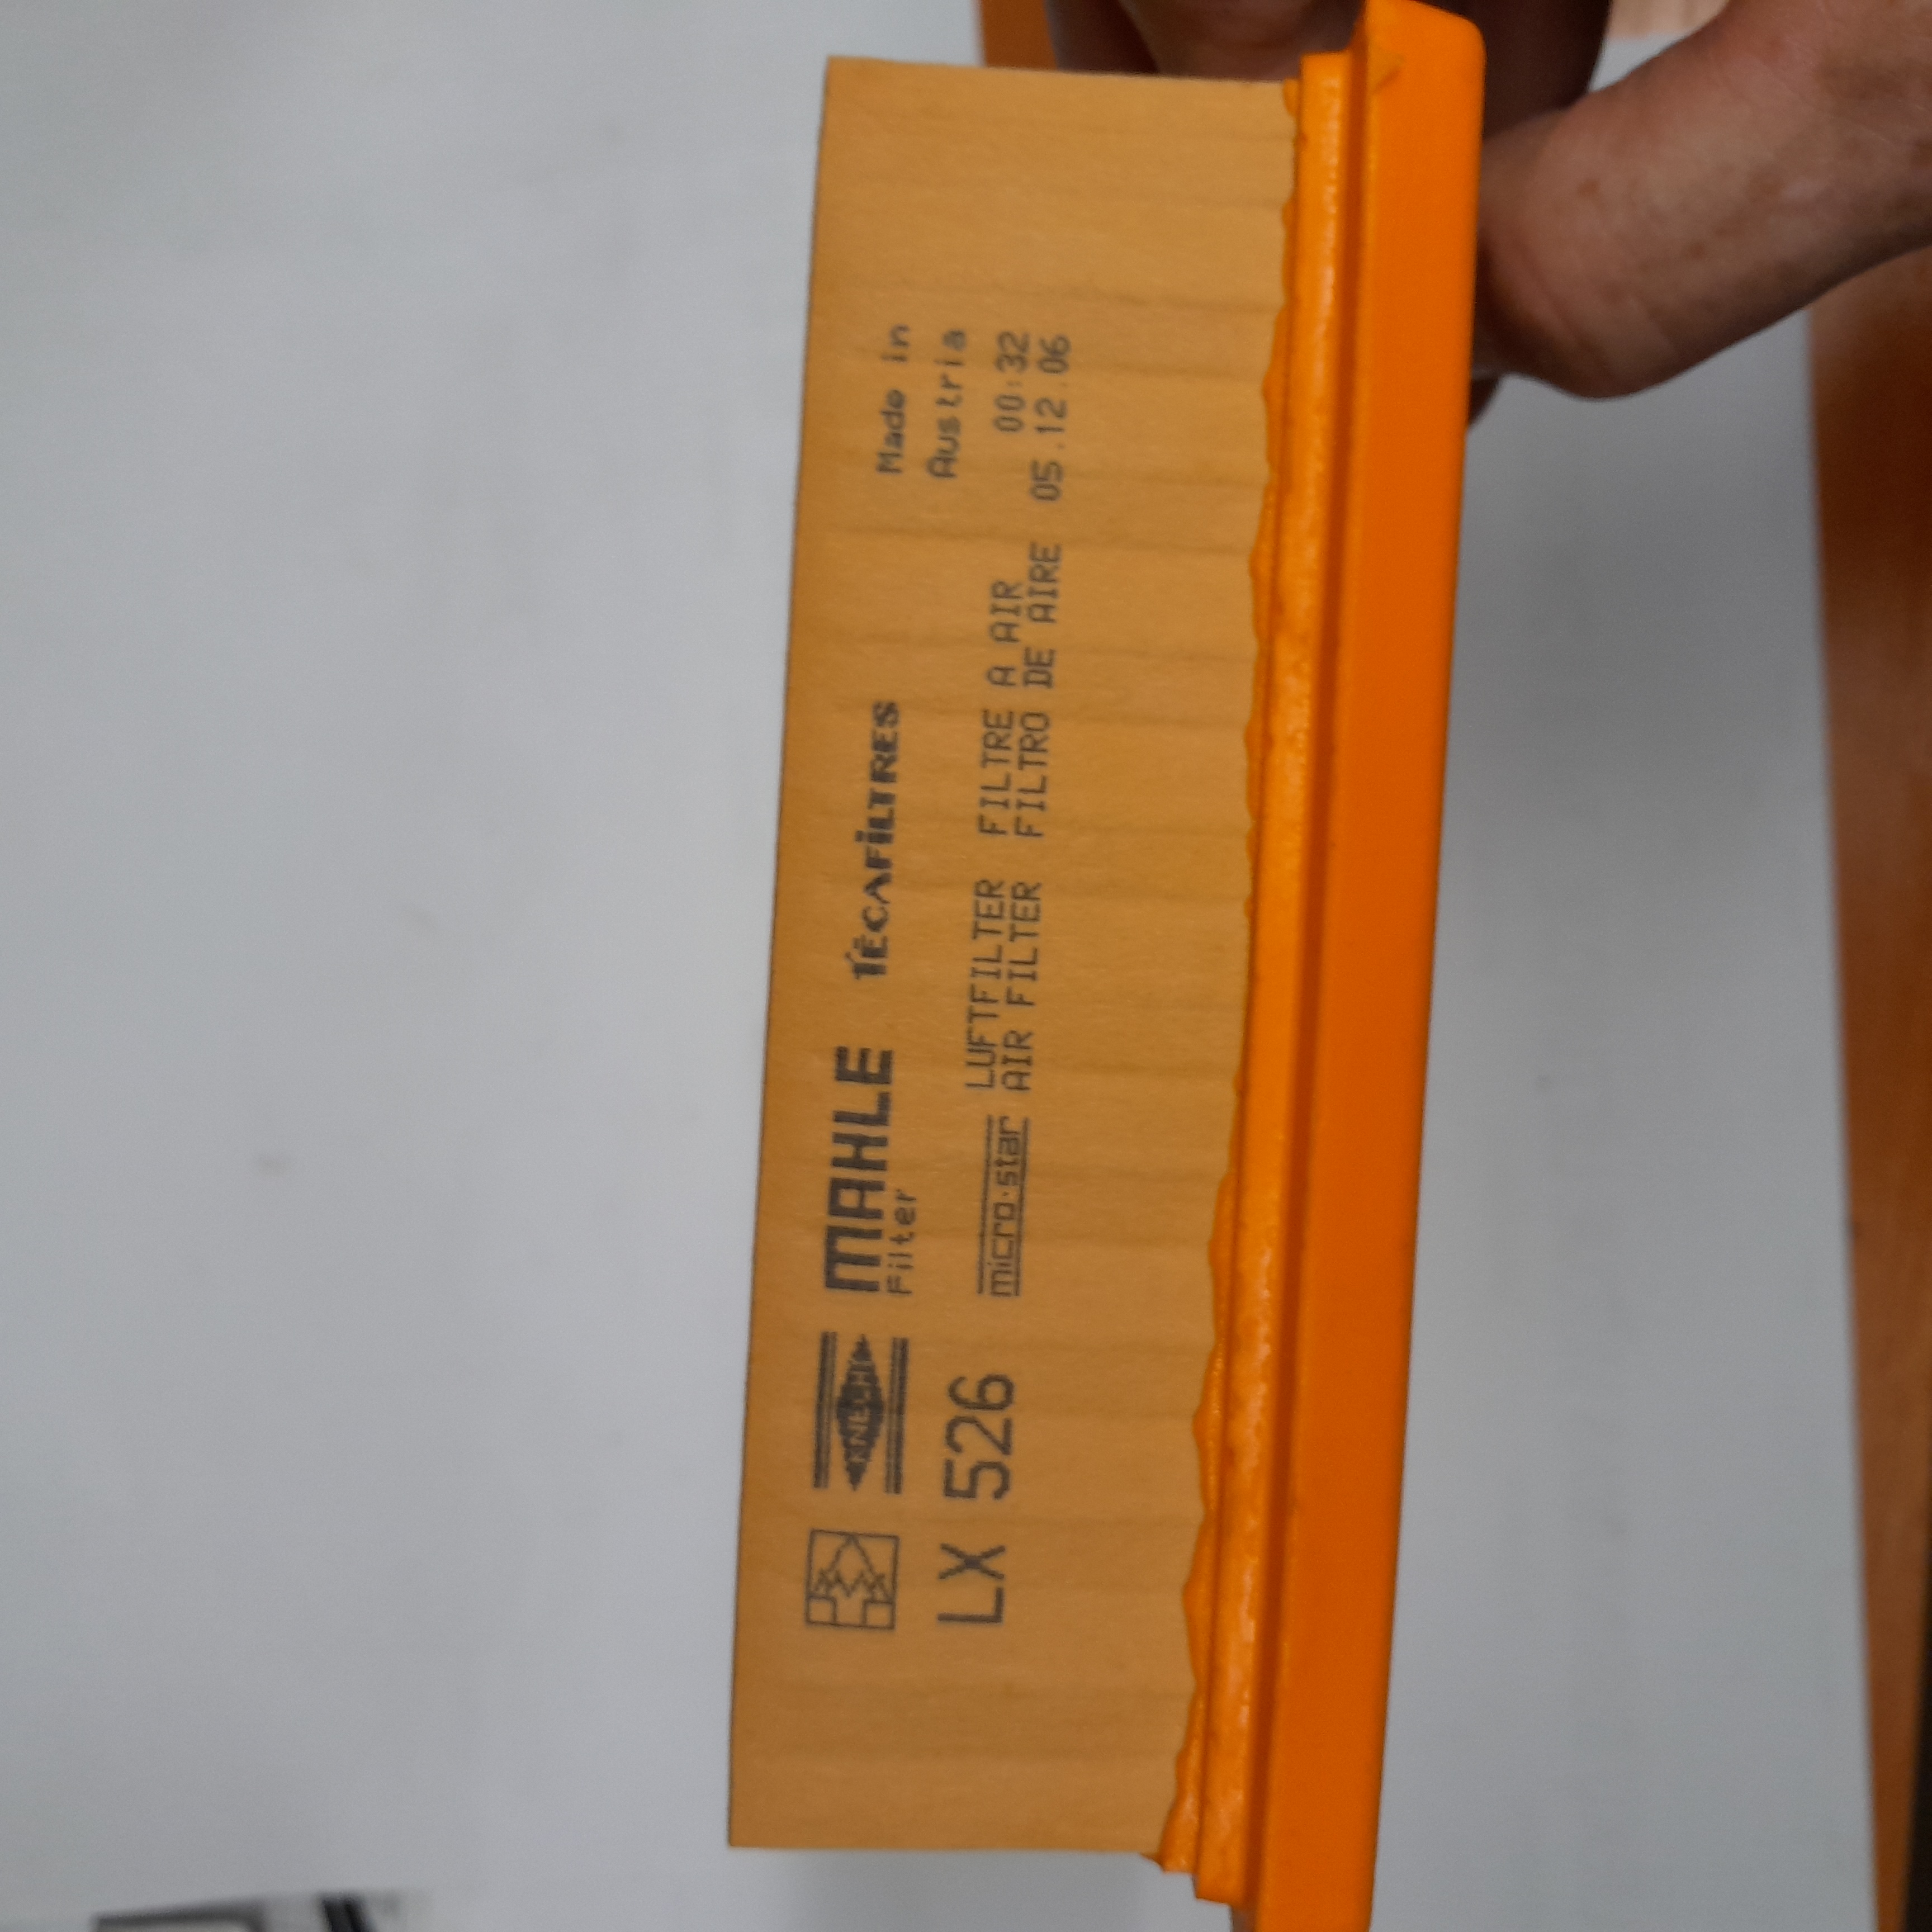 KNECHT MAHLE TECAFILTRES Made in
Filter Austria
LX 526 micro·star LUFTFILTER FILTRE A AIR 00:32
AIR FILTER FILTRO DE AIRE 05.12.06